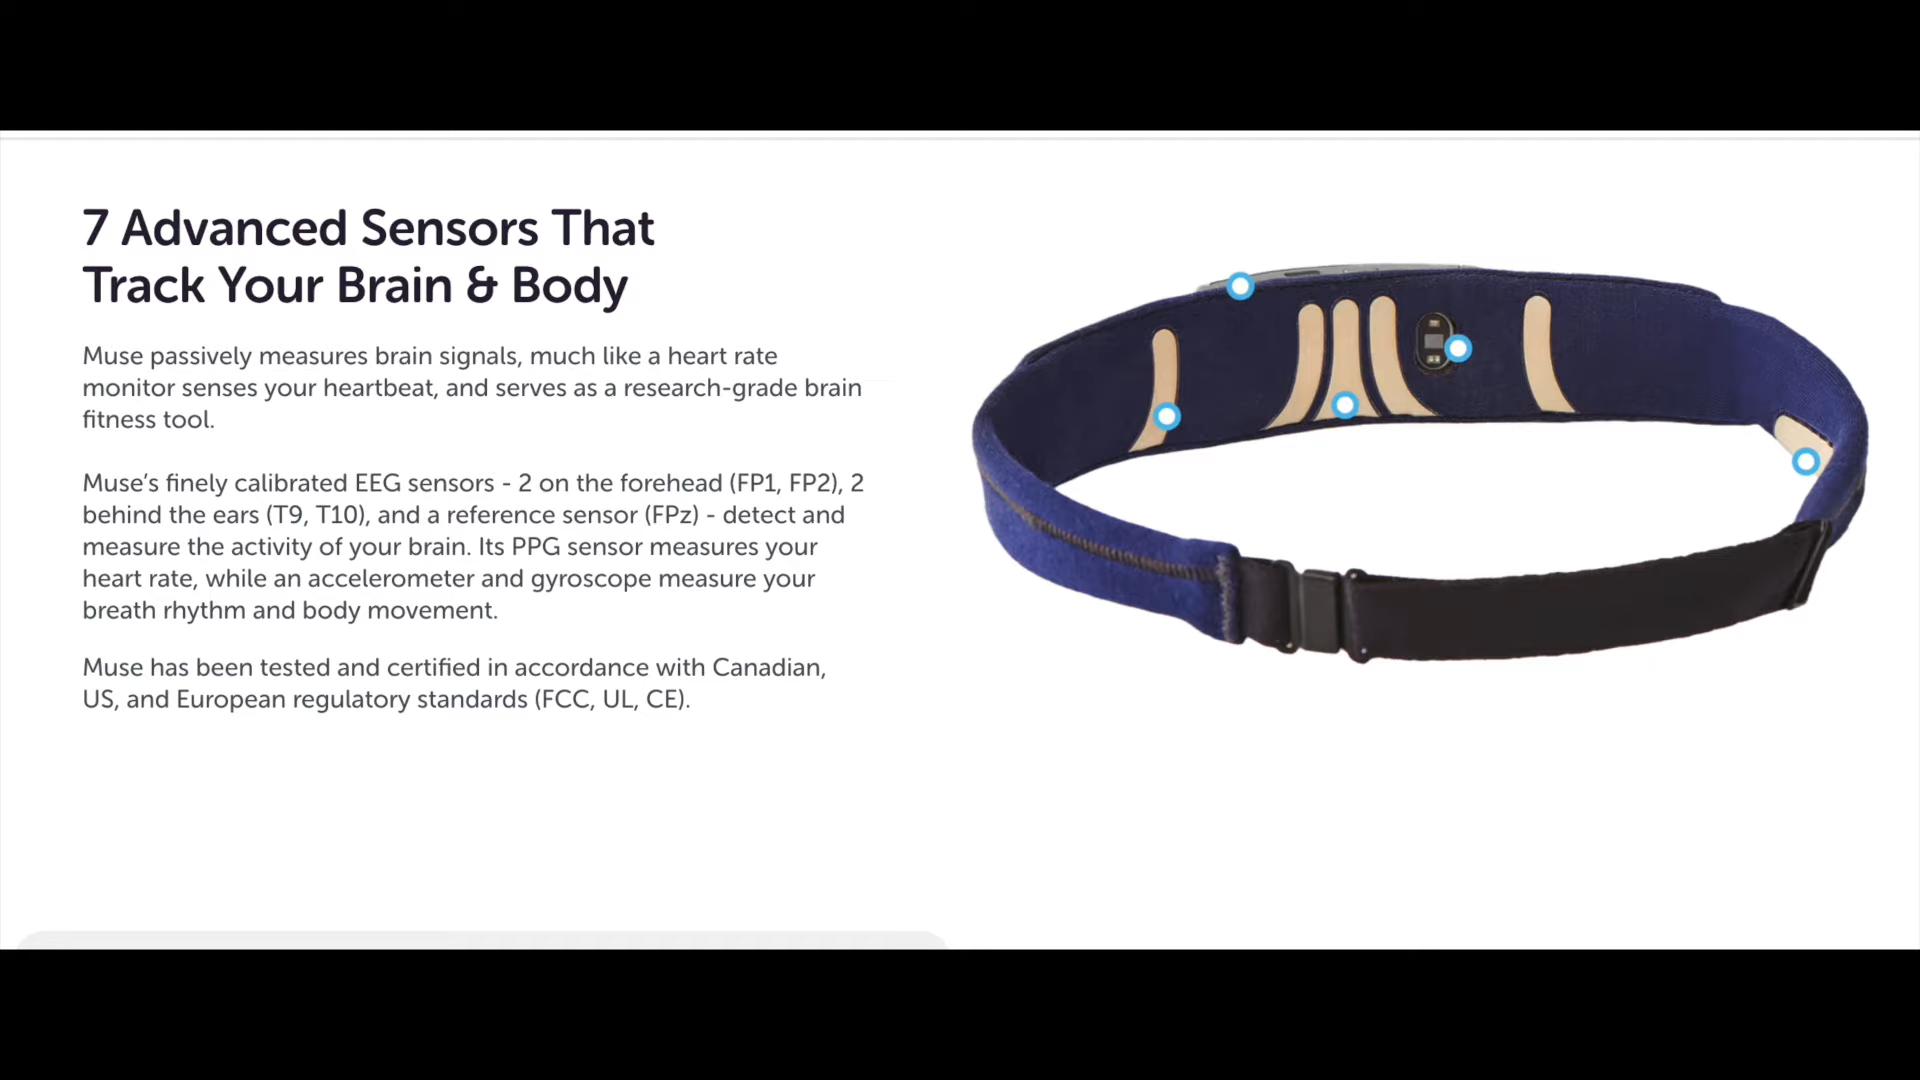 7 Advanced Sensors That
Track Your Brain & Body
Muse passively measures brain signals, much like a heart rate
monitor senses your heartbeat, and serves as a research-grade brain
fitness tool.
Muse’s finely calibrated EEG sensors - 2 on the forehead (FP1, FP2), 2
behind the ears (T9, T10), and a reference sensor (FPz) - detect and
measure the activity of your brain. Its PPG sensor measures your
heart rate, while an accelerometer and gyroscope measure your
breath rhythm and body movement.
Muse has been tested and certified in accordance with Canadian,
US, and European regulatory standards (FCC, UL, CE).